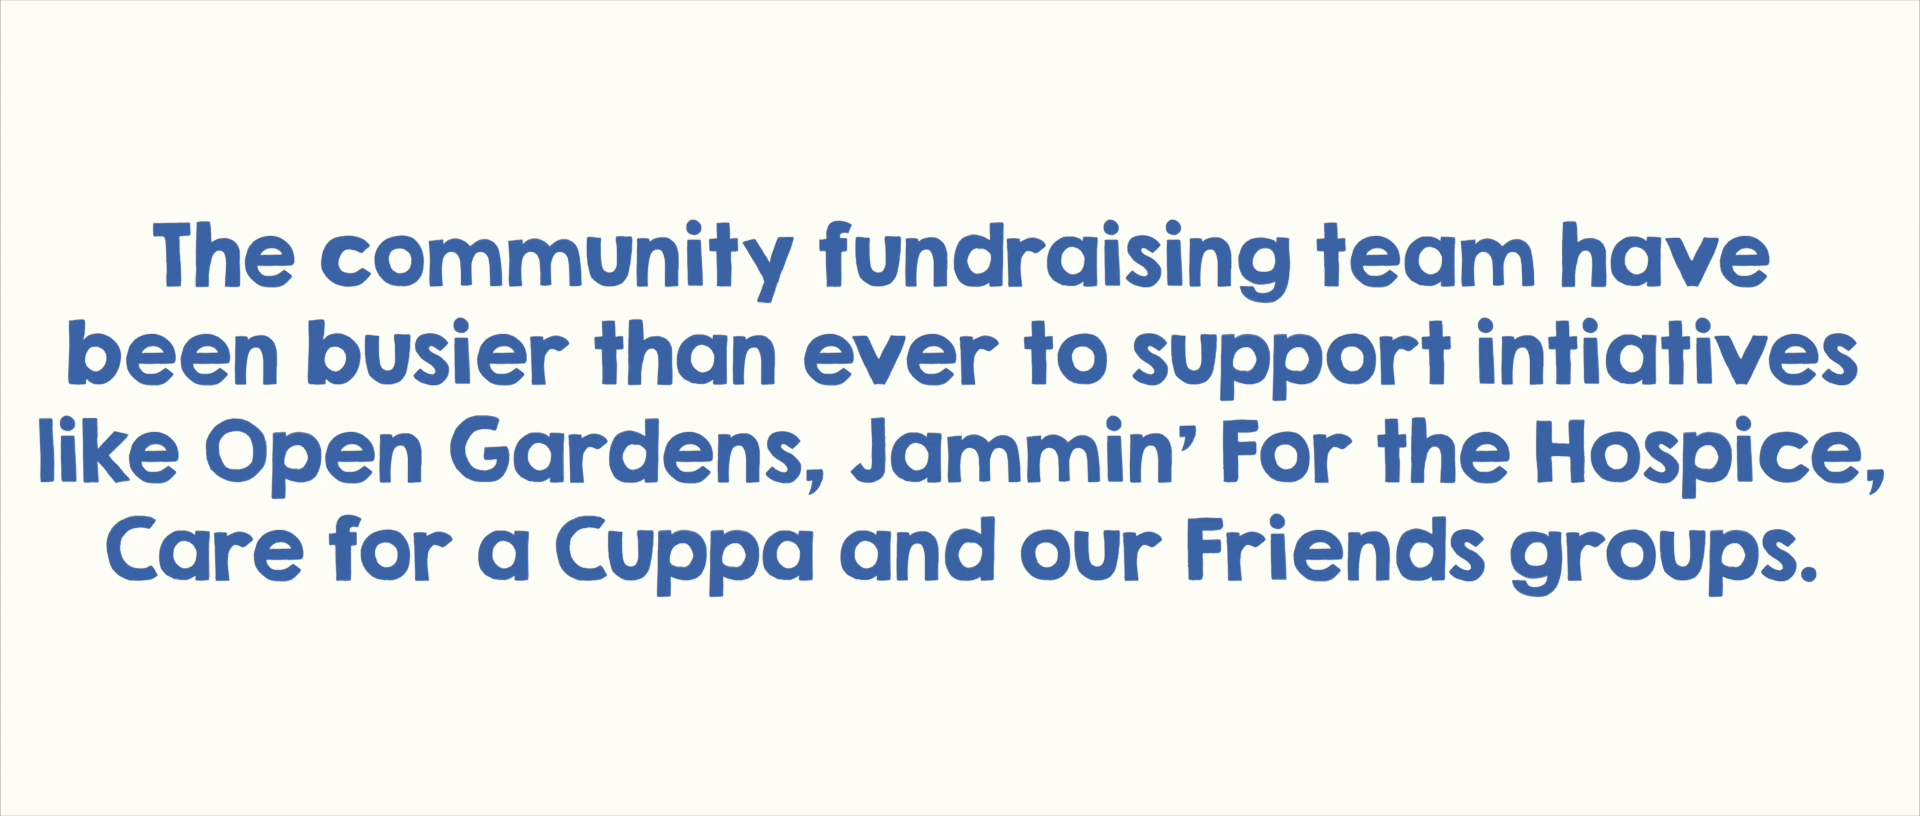 The community fundraising team have
been busier than ever to support intiatives
like Open Gardens, Jammin’ For the Hospice,
Care for a Cuppa and our Friends groups.